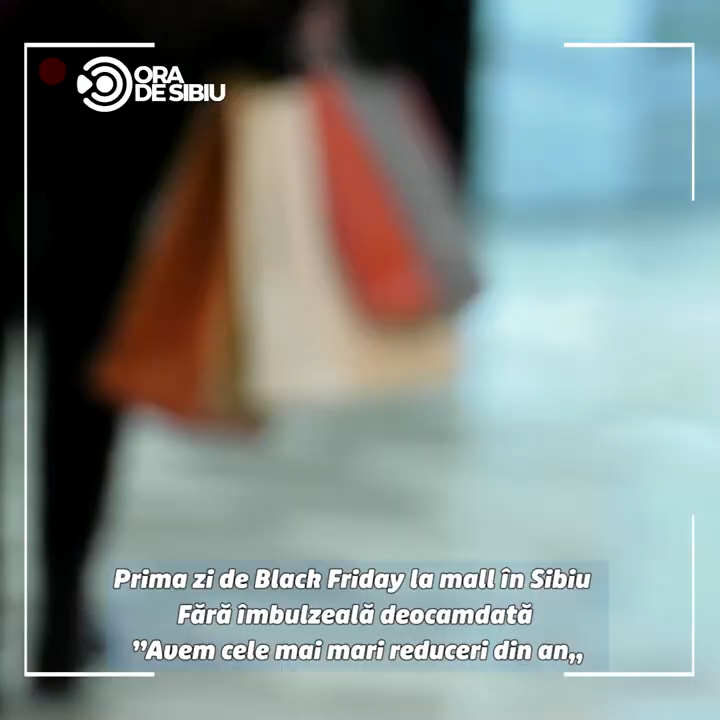 ORA
DE SIBIU
Prima zi de Black Friday la mall în Sibiu
Fără îmbulzeală deocamdată
”Avem cele mai mari reduceri din an„